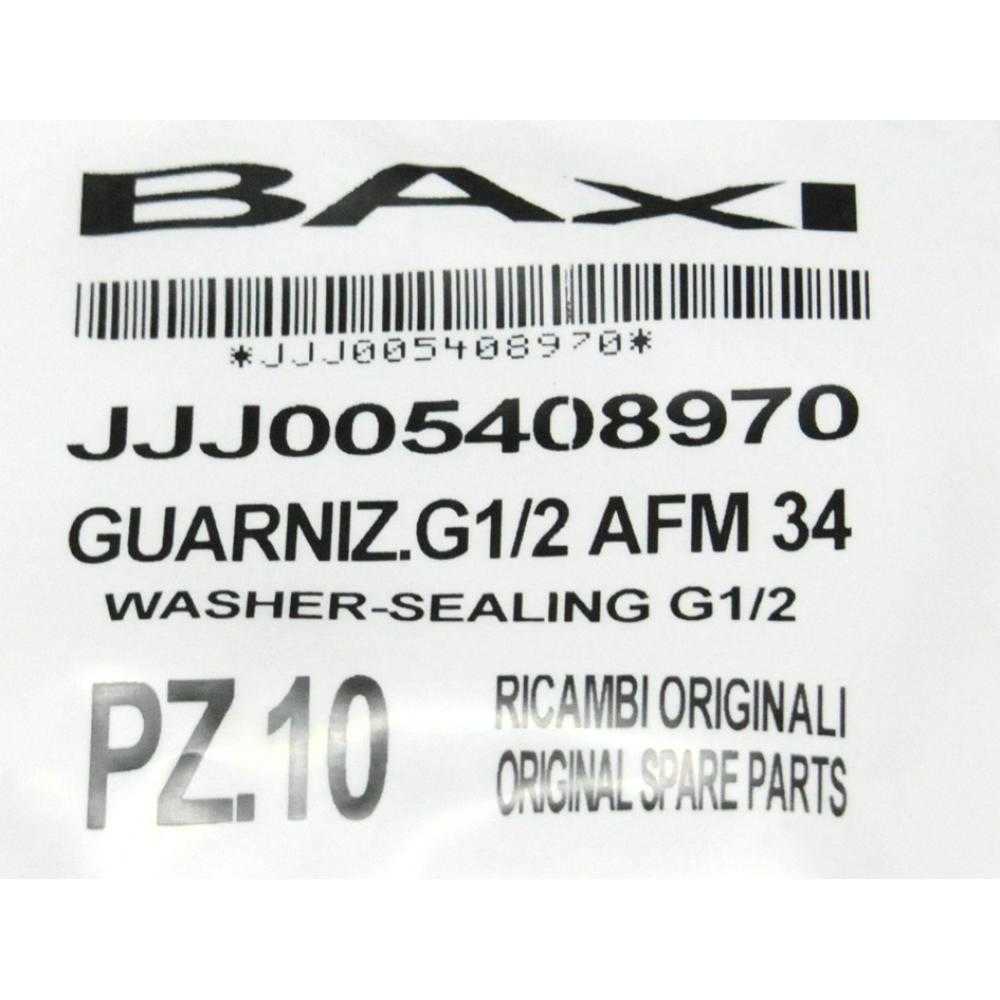 BAXI
*JJJ005408970*
JJJ005408970
GUARNIZ.G1/2 AFM 34
WASHER-SEALING G1/2
PZ.10
RICAMBI ORIGINALI
ORIGINAL SPARE PARTS